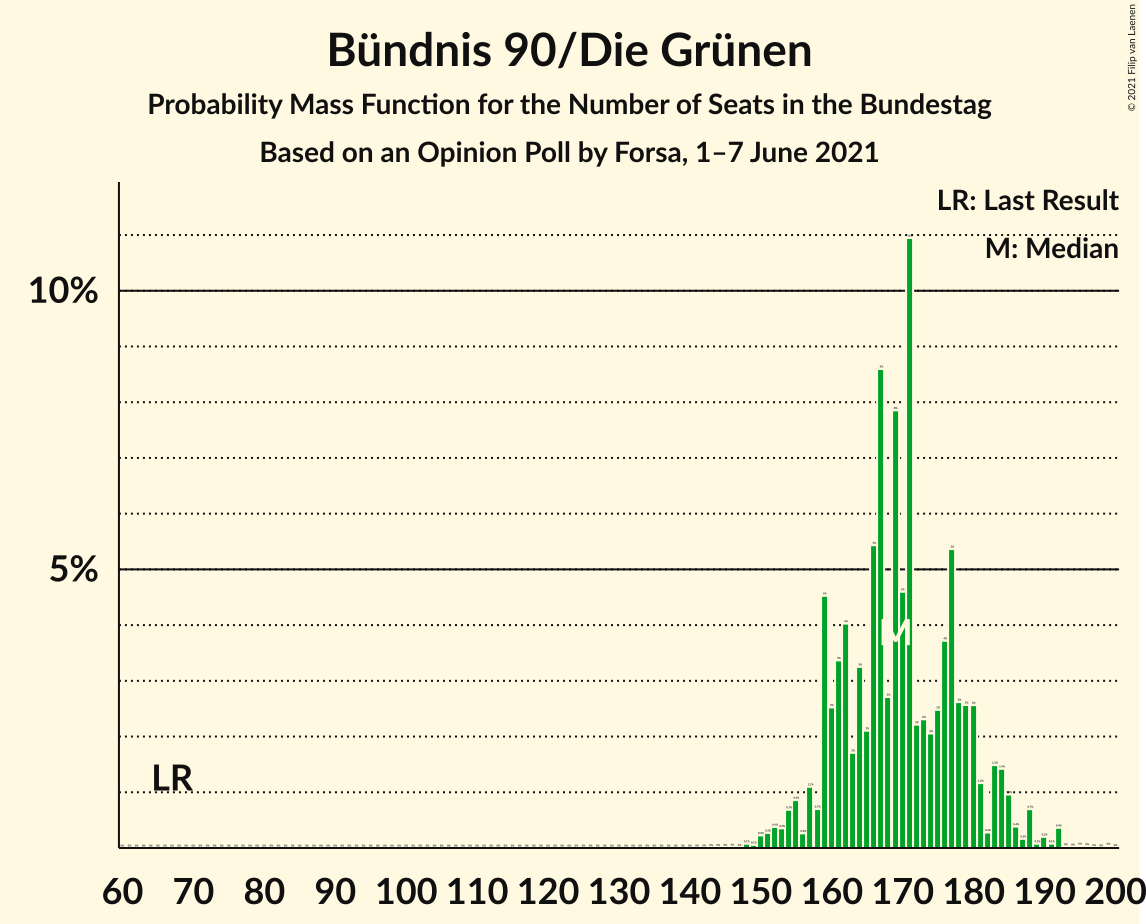 Bündnis 90/Die Grünen
Probability Mass Function for the Number of Seats in the Bundestag
Based on an Opinion Poll by Forsa, 1–7 June 2021
© 2021 Filip van Laenen
LR: Last Result
M: Median
10%
5%
LR
M
60 70 80 90 100 110 120 130 140 150 160 170 180 190 200